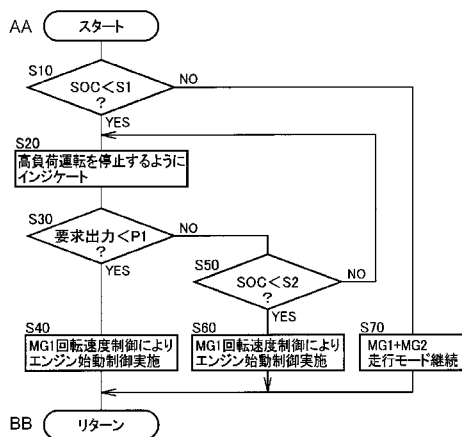 AA
スタート
S10
SOC<S1
?
NO
YES
S20
高負荷運転を停止するように
インジケート
S30
要求出力<P1
?
NO
YES
S50
SOC<S2
?
NO
YES
S40
MG1回転速度制御により
エンジン始動制御実施
S60
MG1回転速度制御により
エンジン始動制御実施
S70
MG1+MG2
走行モード継続
BB
リターン